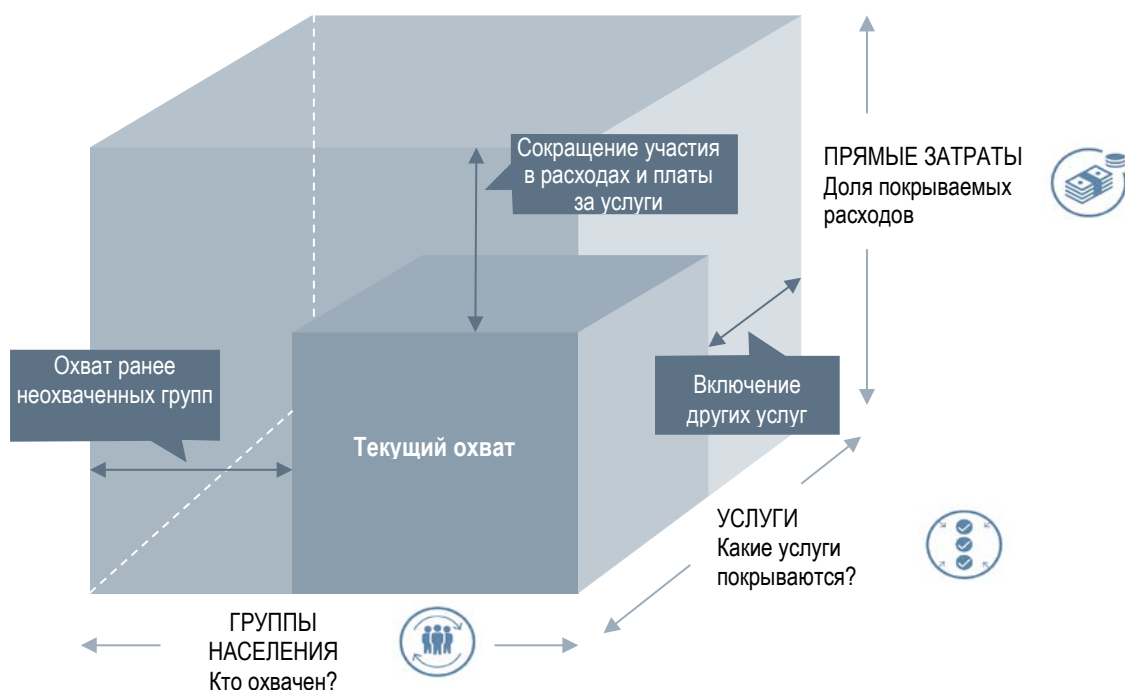 Сокращение участия
в расходах и платы
за услуги
ПРЯМЫЕ ЗАТРАТЫ
Доля покрываемых
расходов
Охват ранее
неохваченных групп
Включение
других услуг
Текущий охват
УСЛУГИ
Какие услуги
покрываются?
ГРУППЫ
НАСЕЛЕНИЯ
Кто охвачен?